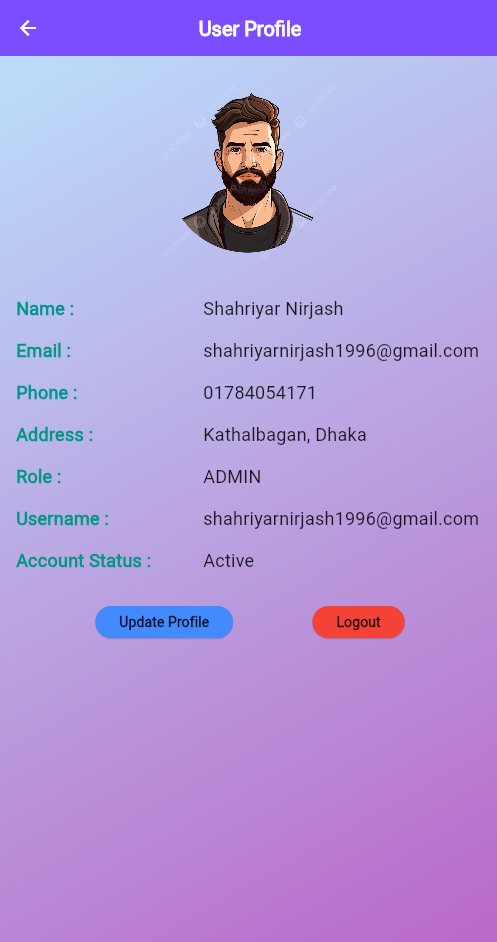 User Profile
Name : Shahriyar Nirjash
Email : shahriyarnirjash1996@gmail.com
Phone : 01784054171
Address : Kathalbagan, Dhaka
Role : ADMIN
Username : shahriyarnirjash1996@gmail.com
Account Status : Active
Update Profile Logout